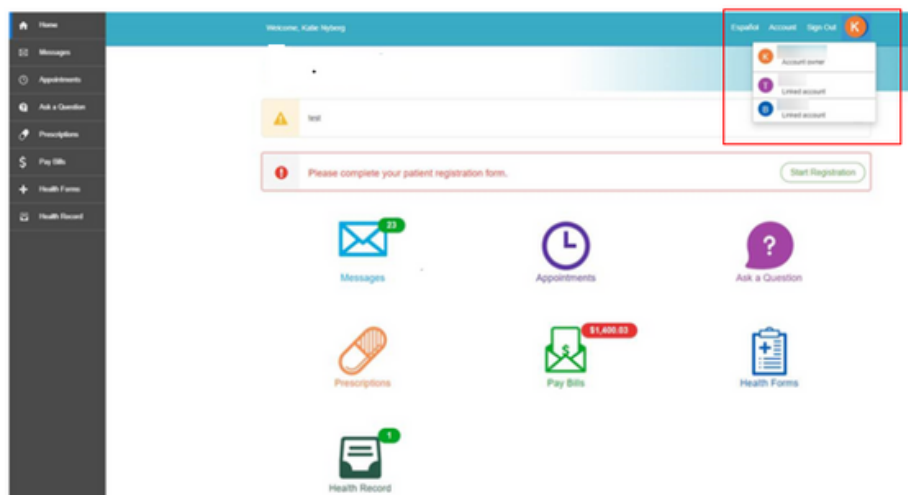 Home
Welcome, Katie Nyberg
Español Account Sign Out K
Messages
Appointments
Ask a Question
Prescriptions
$ Pay Bills
Health Forms
Health Record
K
Account owner
T
Linked account
B
Linked account
test
Please complete your patient registration form.
Start Registration
23
Messages
Appointments
?
Ask a Question
Prescriptions
$1,400.03
$
Pay Bills
Health Forms
1
Health Record